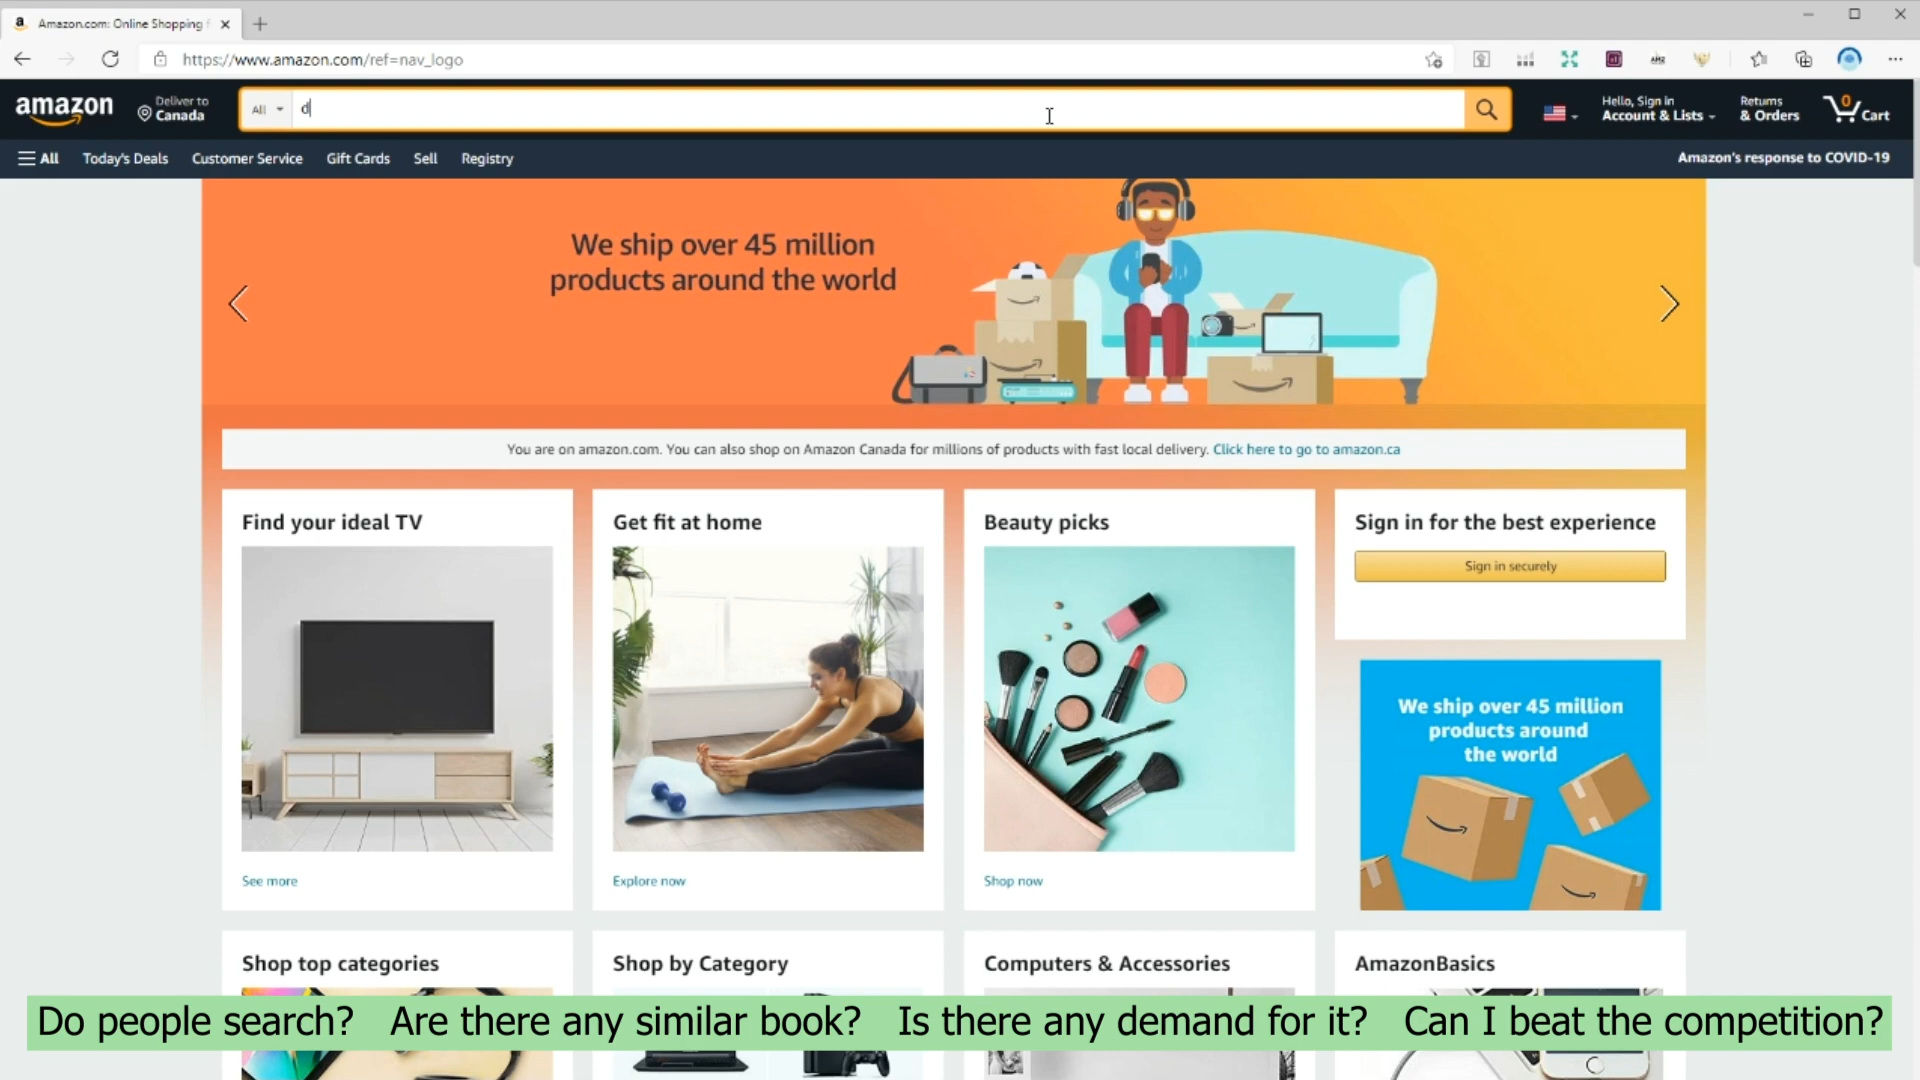 Amazon.com: Online Shopping f
https://www.amazon.com/ref=nav_logo
amazon
Deliver to
Canada
All
d
Hello, Sign in
Account & Lists
Returns
& Orders
0
Cart
All
Today's Deals
Customer Service
Gift Cards
Sell
Registry
Amazon's response to COVID-19
We ship over 45 million
products around the world
You are on amazon.com. You can also shop on Amazon Canada for millions of products with fast local delivery. Click here to go to amazon.ca
Find your ideal TV
See more
Get fit at home
Explore now
Beauty picks
Shop now
Sign in for the best experience
Sign in securely
We ship over 45 million
products around
the world
Shop top categories
Shop by Category
Computers & Accessories
AmazonBasics
Do people search? Are there any similar book? Is there any demand for it? Can I beat the competition?